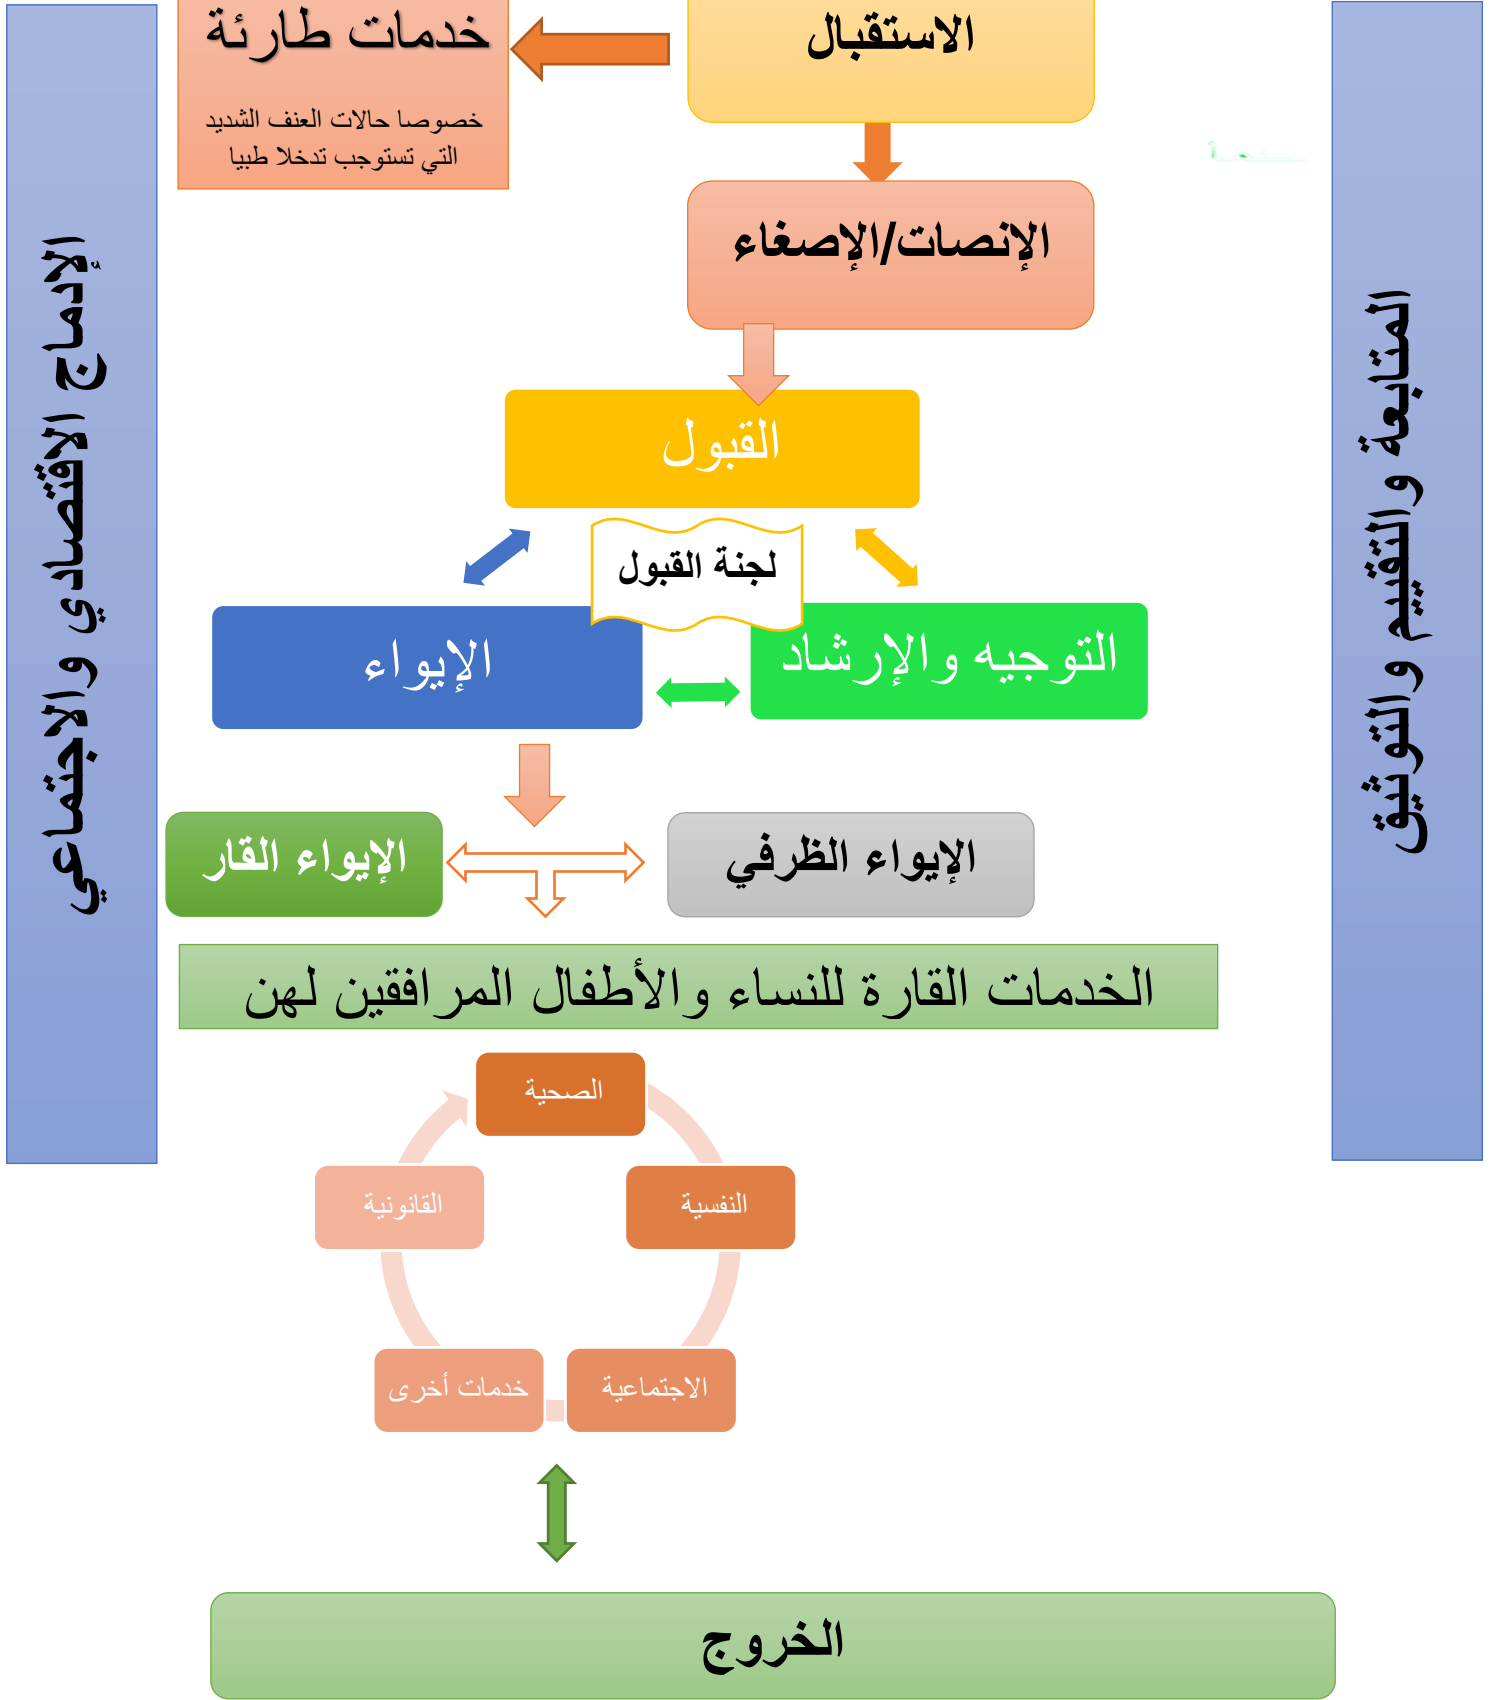 الاستقبال
خدمات طارئة
خصوصا حالات العنف الشديد
التي تستوجب تدخلا طبيا
الإنصات/الإصغاء
القبول
لجنة القبول
التوجيه والإرشاد
الإيواء
الإيواء الظرفي
الإيواء القار
الخدمات القارة للنساء والأطفال المرافقين لهن
الصحية
النفسية
القانونية
الاجتماعية
خدمات أخرى
الخروج
المتابعة والتقييم والتوثيق
الإدماج الاقتصادي والاجتماعي